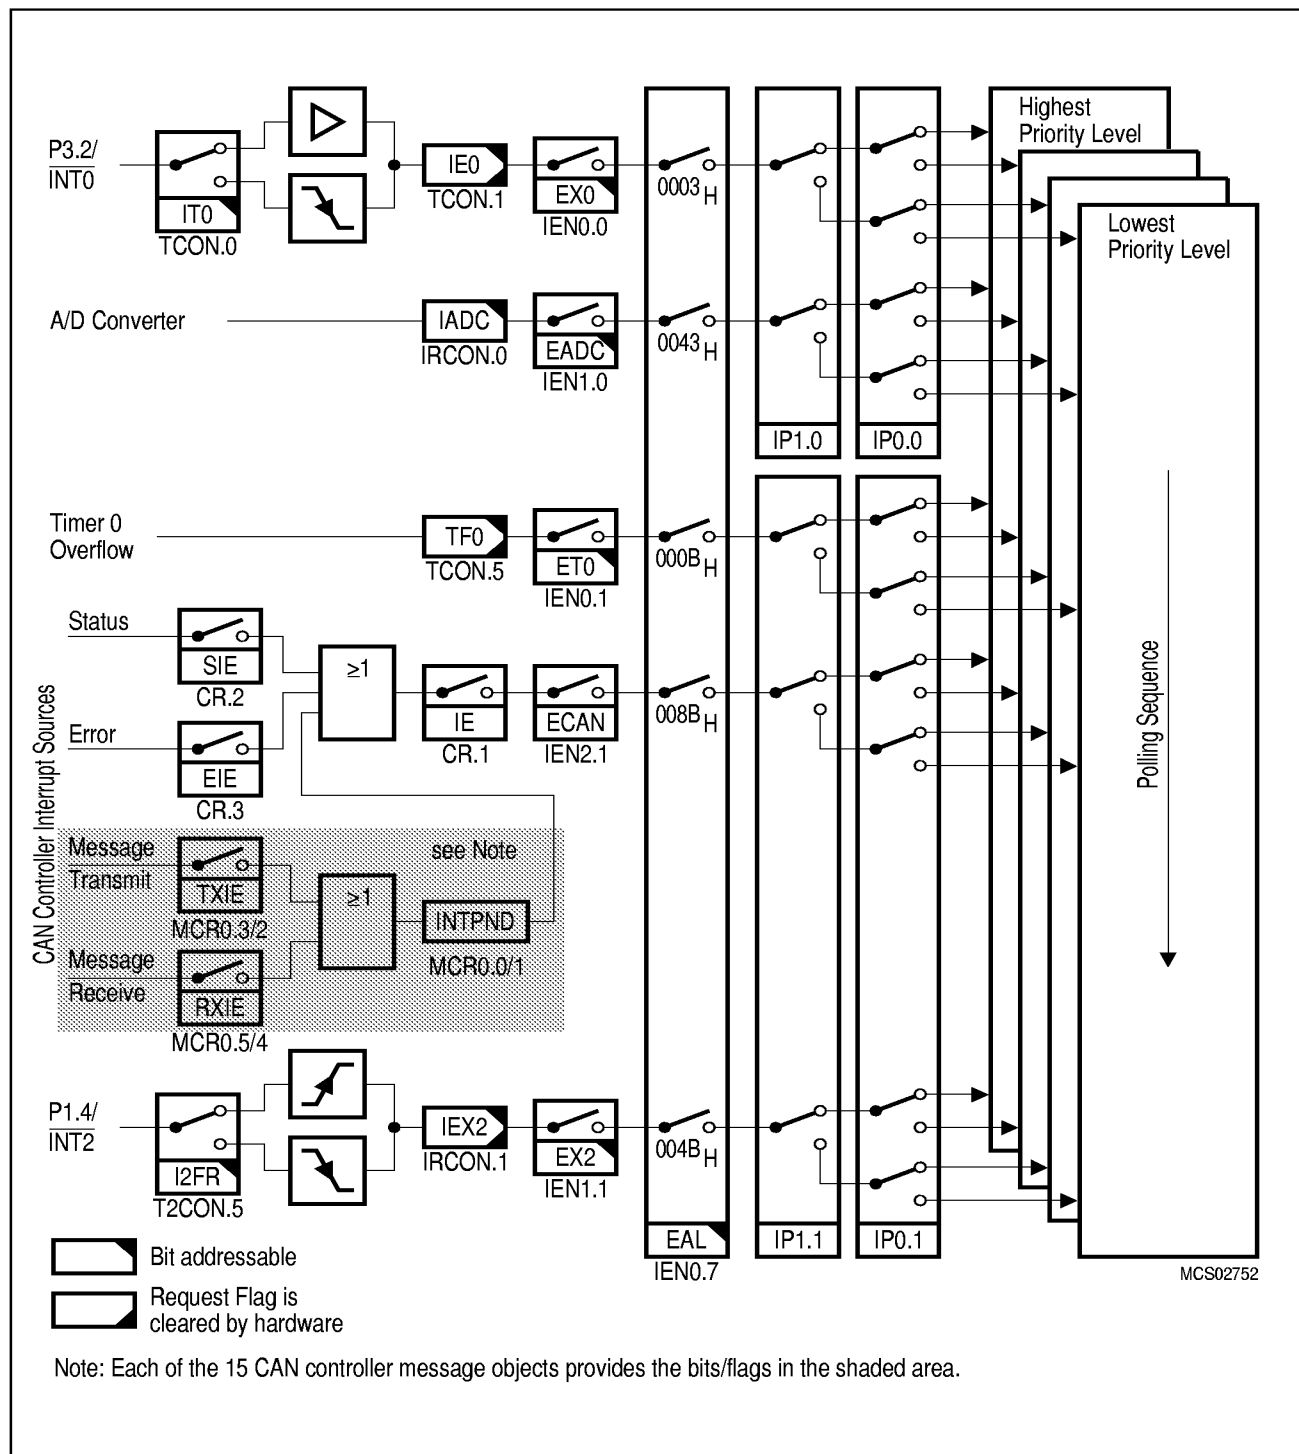 Highest
Priority Level
P3.2/
INT0
IT0
TCON.0
IE0
TCON.1
EX0
IEN0.0
0003 H
Lowest
Priority Level
A/D Converter
IADC
IRCON.0
EADC
IEN1.0
0043 H
IP1.0
IP0.0
Timer 0
Overflow
TF0
TCON.5
ET0
IEN0.1
000B H
CAN Controller Interrupt Sources
Status
SIE
CR.2
≥1
IE
CR.1
ECAN
IEN2.1
008B H
Error
EIE
CR.3
Polling Sequence
Message
Transmit
TXIE
MCR0.3/2
≥1
see Note
INTPND
MCR0.0/1
Message
Receive
RXIE
MCR0.5/4
P1.4/
INT2
I2FR
T2CON.5
IEX2
IRCON.1
EX2
IEN1.1
004B H
EAL
IEN0.7
IP1.1
IP0.1
MCS02752
Bit addressable
Request Flag is
cleared by hardware
Note: Each of the 15 CAN controller message objects provides the bits/flags in the shaded area.